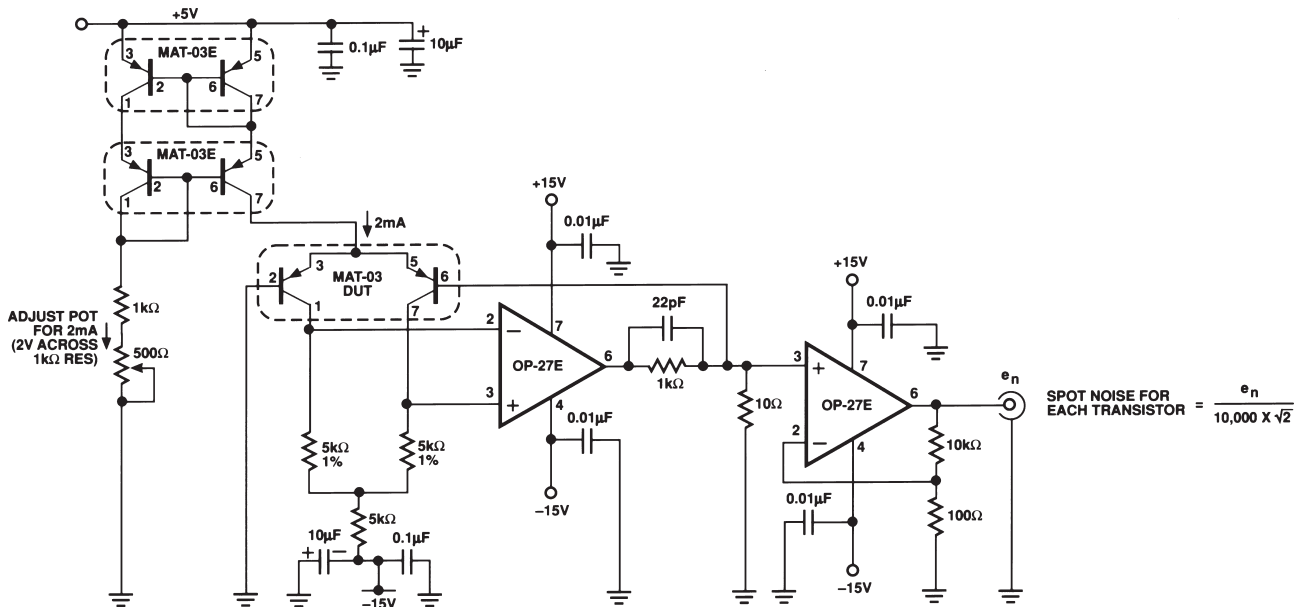 +5V
MAT-03E
3
5
2
6
1
7
0.1µF
+
10µF
MAT-03E
3
5
2
6
1
7
2mA
ADJUST POT
FOR 2mA
(2V ACROSS
1kΩ RES)
1kΩ
500Ω
MAT-03
DUT
2
3
5
6
1
7
5kΩ
1%
5kΩ
1%
5kΩ
10µF
+
–
0.1µF
–15V
+15V
0.01µF
2
–
7
OP-27E
6
3
+
4
0.01µF
–15V
22pF
1kΩ
10Ω
+15V
0.01µF
3
+
7
OP-27E
6
2
–
4
0.01µF
–15V
10kΩ
100Ω
en
SPOT NOISE FOR
EACH TRANSISTOR = en
10,000 X √2